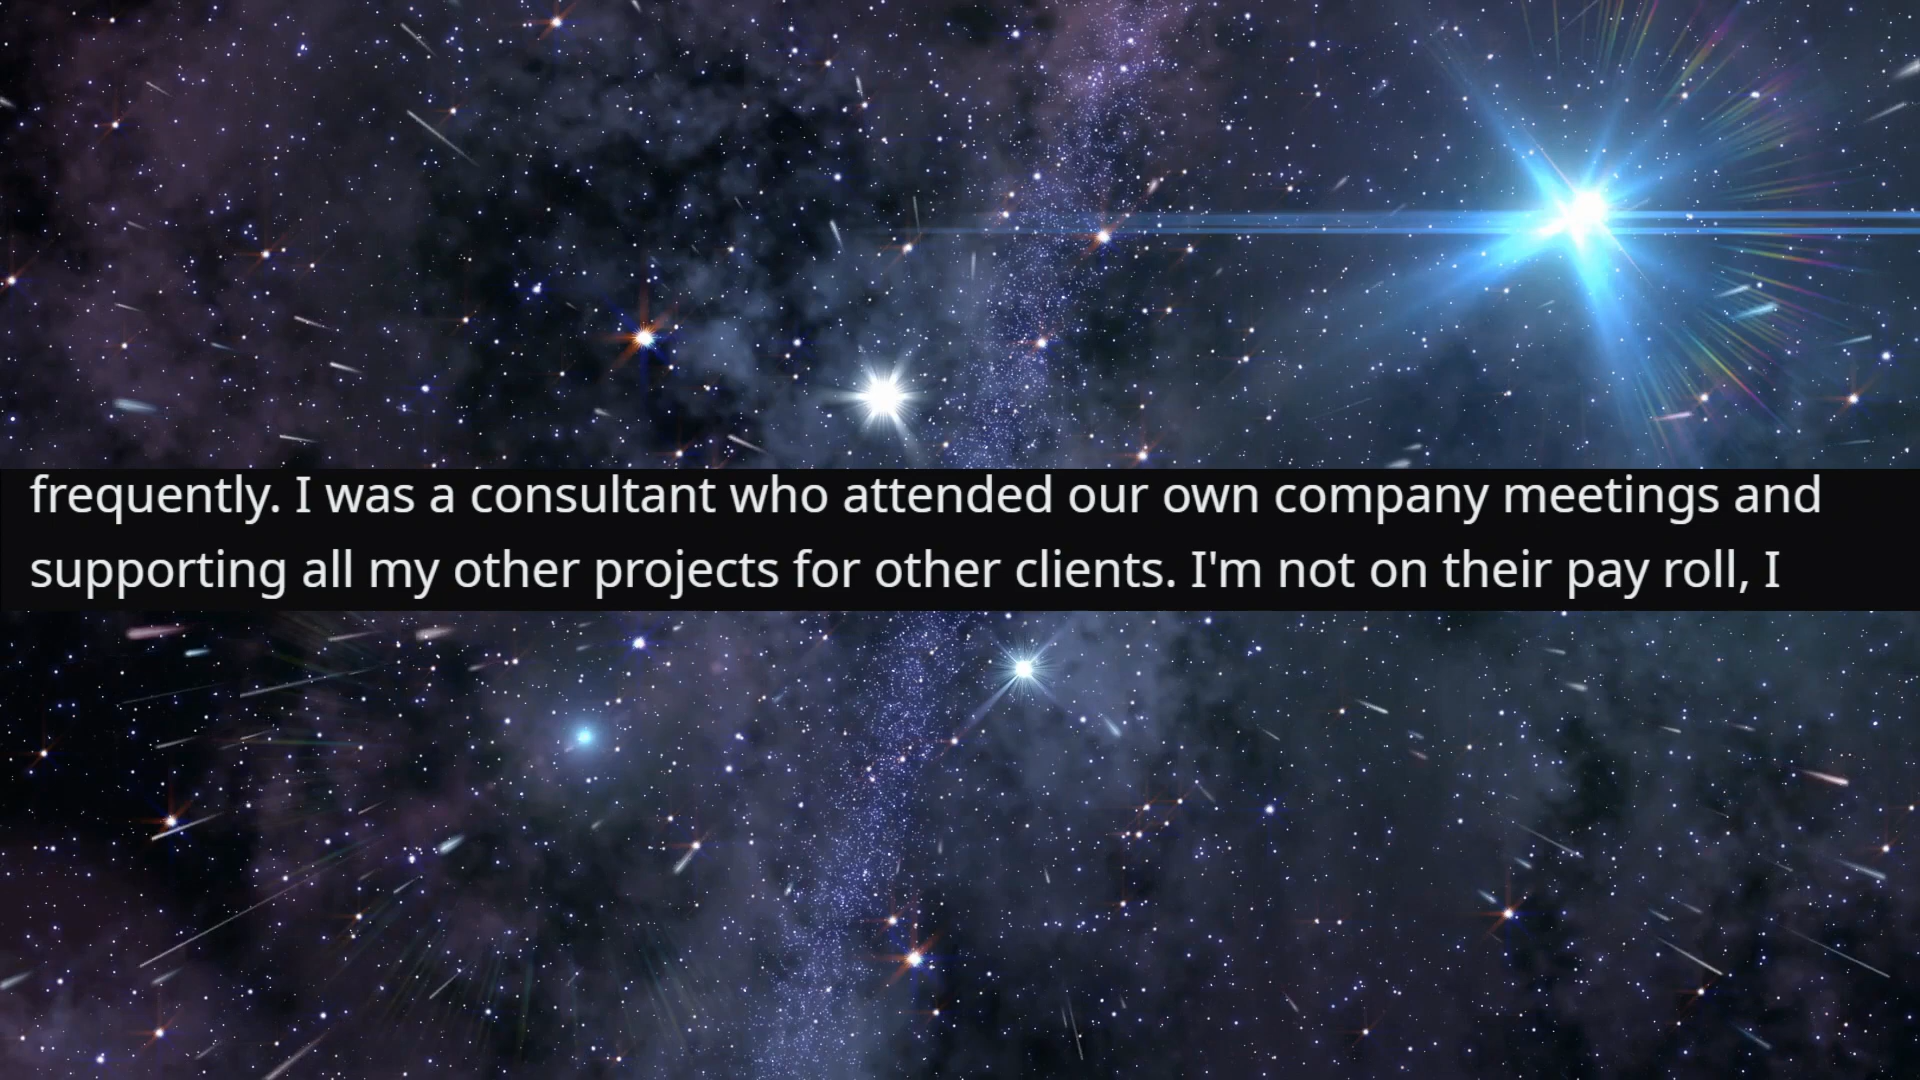 frequently. I was a consultant who attended our own company meetings and
supporting all my other projects for other clients. I'm not on their pay roll, I